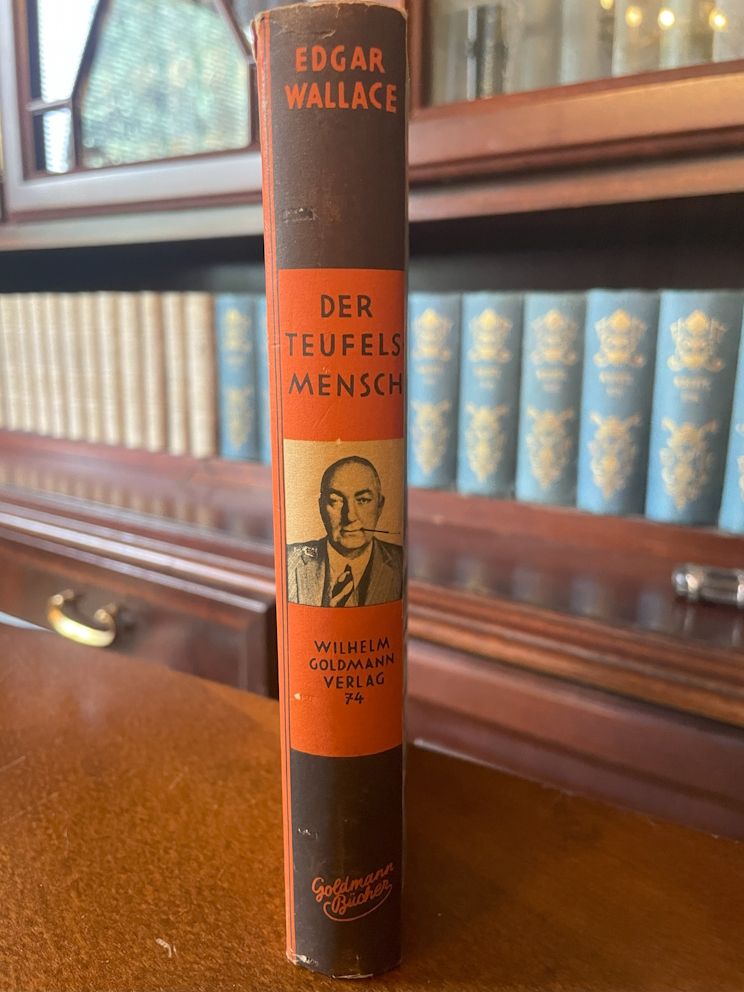 EDGAR
WALLACE
DER
TEUFELS
MENSCH
WILHELM
GOLDMANN
VERLAG
74
Goldmann
Bücher